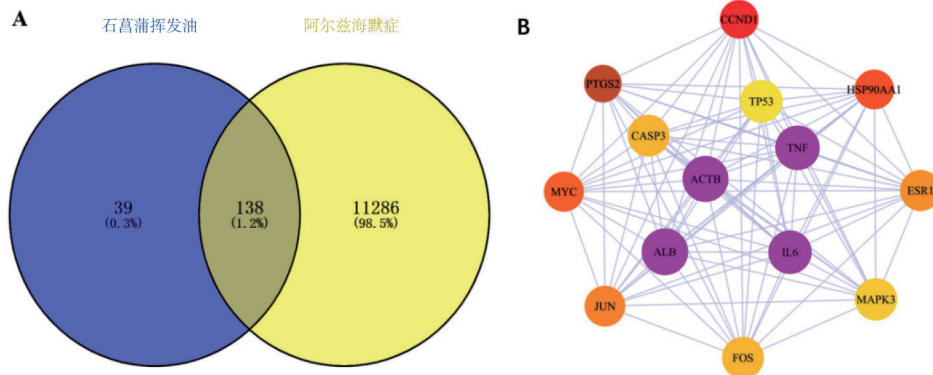 A
石菖蒲挥发油
阿尔兹海默症
39
(0.3%)
138
(1.2%)
11286
(98.5%)
B
CCND1
PTGS2
HSP90AA1
TP53
CASP3
TNF
ACTB
MYC
ESR1
ALB
IL6
JUN
MAPK3
FOS